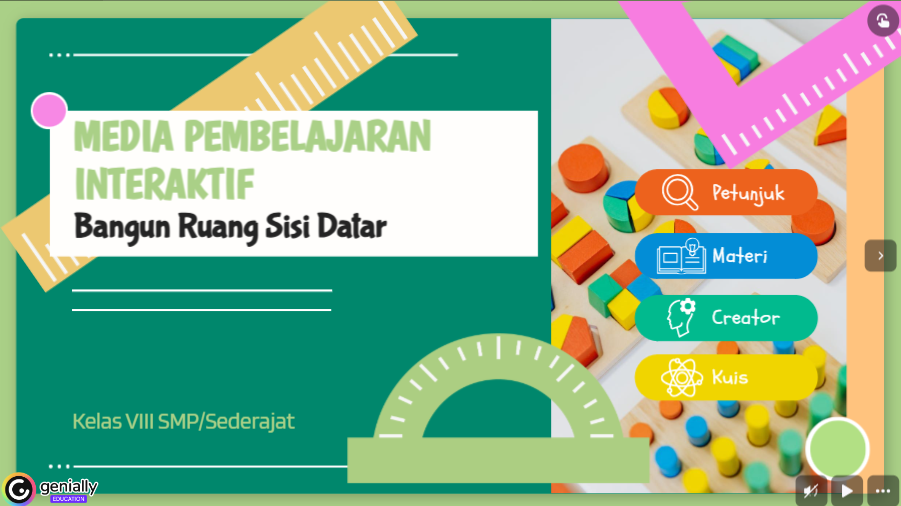 MEDIA PEMBELAJARAN
INTERAKTIF
Bangun Ruang Sisi Datar
Kelas VIII SMP/Sederajat
Petunjuk
Materi
Creator
Kuis
genially
EDUCATION